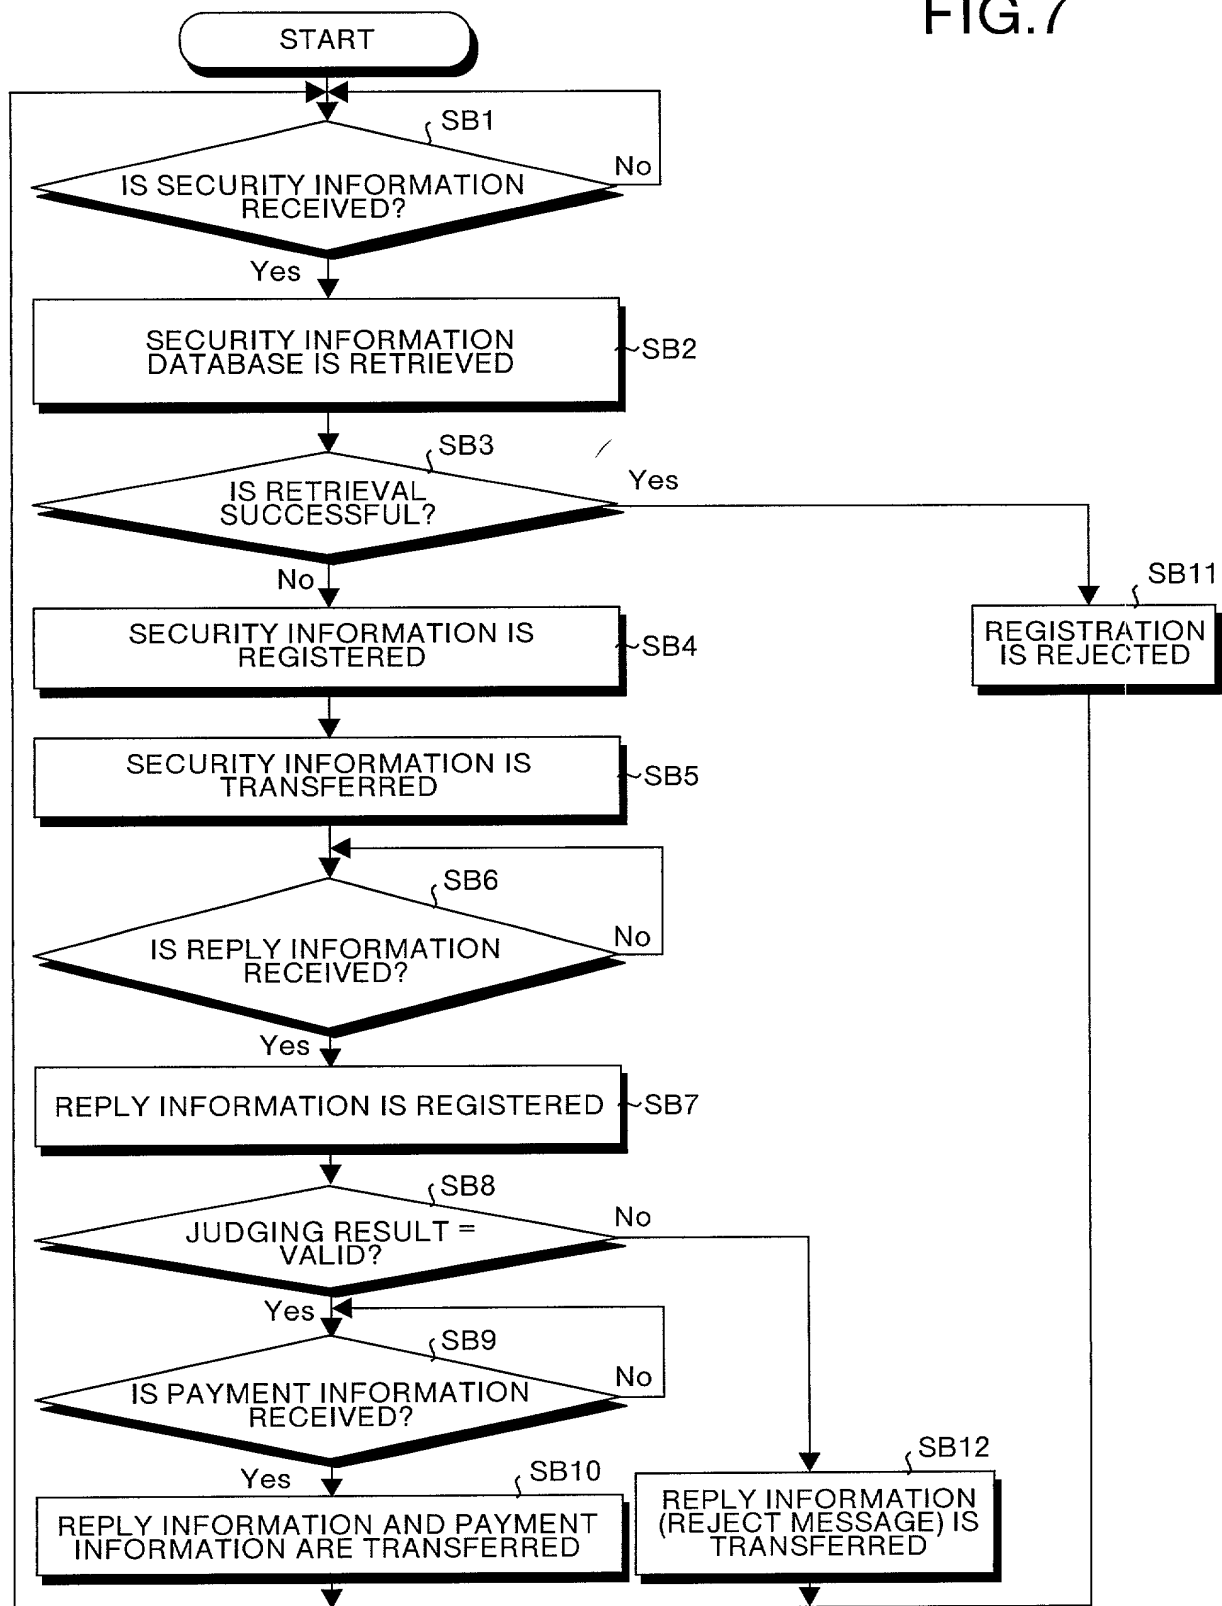 FIG.7
START
SB1
No
IS SECURITY INFORMATION
RECEIVED?
Yes
SECURITY INFORMATION
DATABASE IS RETRIEVED
SB2
SB3
IS RETRIEVAL
SUCCESSFUL?
Yes
No
SB11
REGISTRATION
IS REJECTED
SECURITY INFORMATION IS
REGISTERED
SB4
SECURITY INFORMATION IS
TRANSFERRED
SB5
SB6
IS REPLY INFORMATION
RECEIVED?
No
Yes
REPLY INFORMATION IS REGISTERED
SB7
SB8
JUDGING RESULT =
VALID?
No
Yes
SB9
IS PAYMENT INFORMATION
RECEIVED?
No
Yes
SB10
REPLY INFORMATION AND PAYMENT
INFORMATION ARE TRANSFERRED
SB12
REPLY INFORMATION
(REJECT MESSAGE) IS
TRANSFERRED